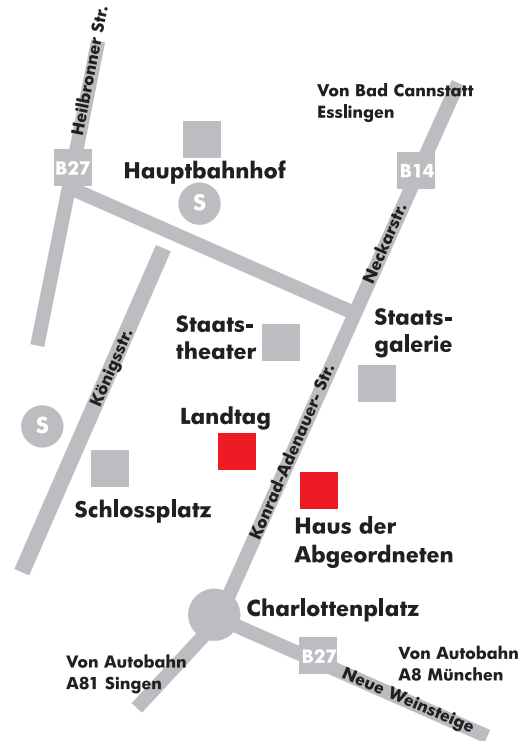 Heilbronner Str.
Von Bad Cannstatt
Esslingen
B27
Hauptbahnhof
B14
S
Neckarstr.
Staats-
theater
Staats-
galerie
Königsstr.
Landtag
S
Konrad-Adenauer- Str.
Schlossplatz
Haus der
Abgeordneten
Charlottenplatz
Von Autobahn
A81 Singen
B27
Von Autobahn
A8 München
Neue Weinsteige